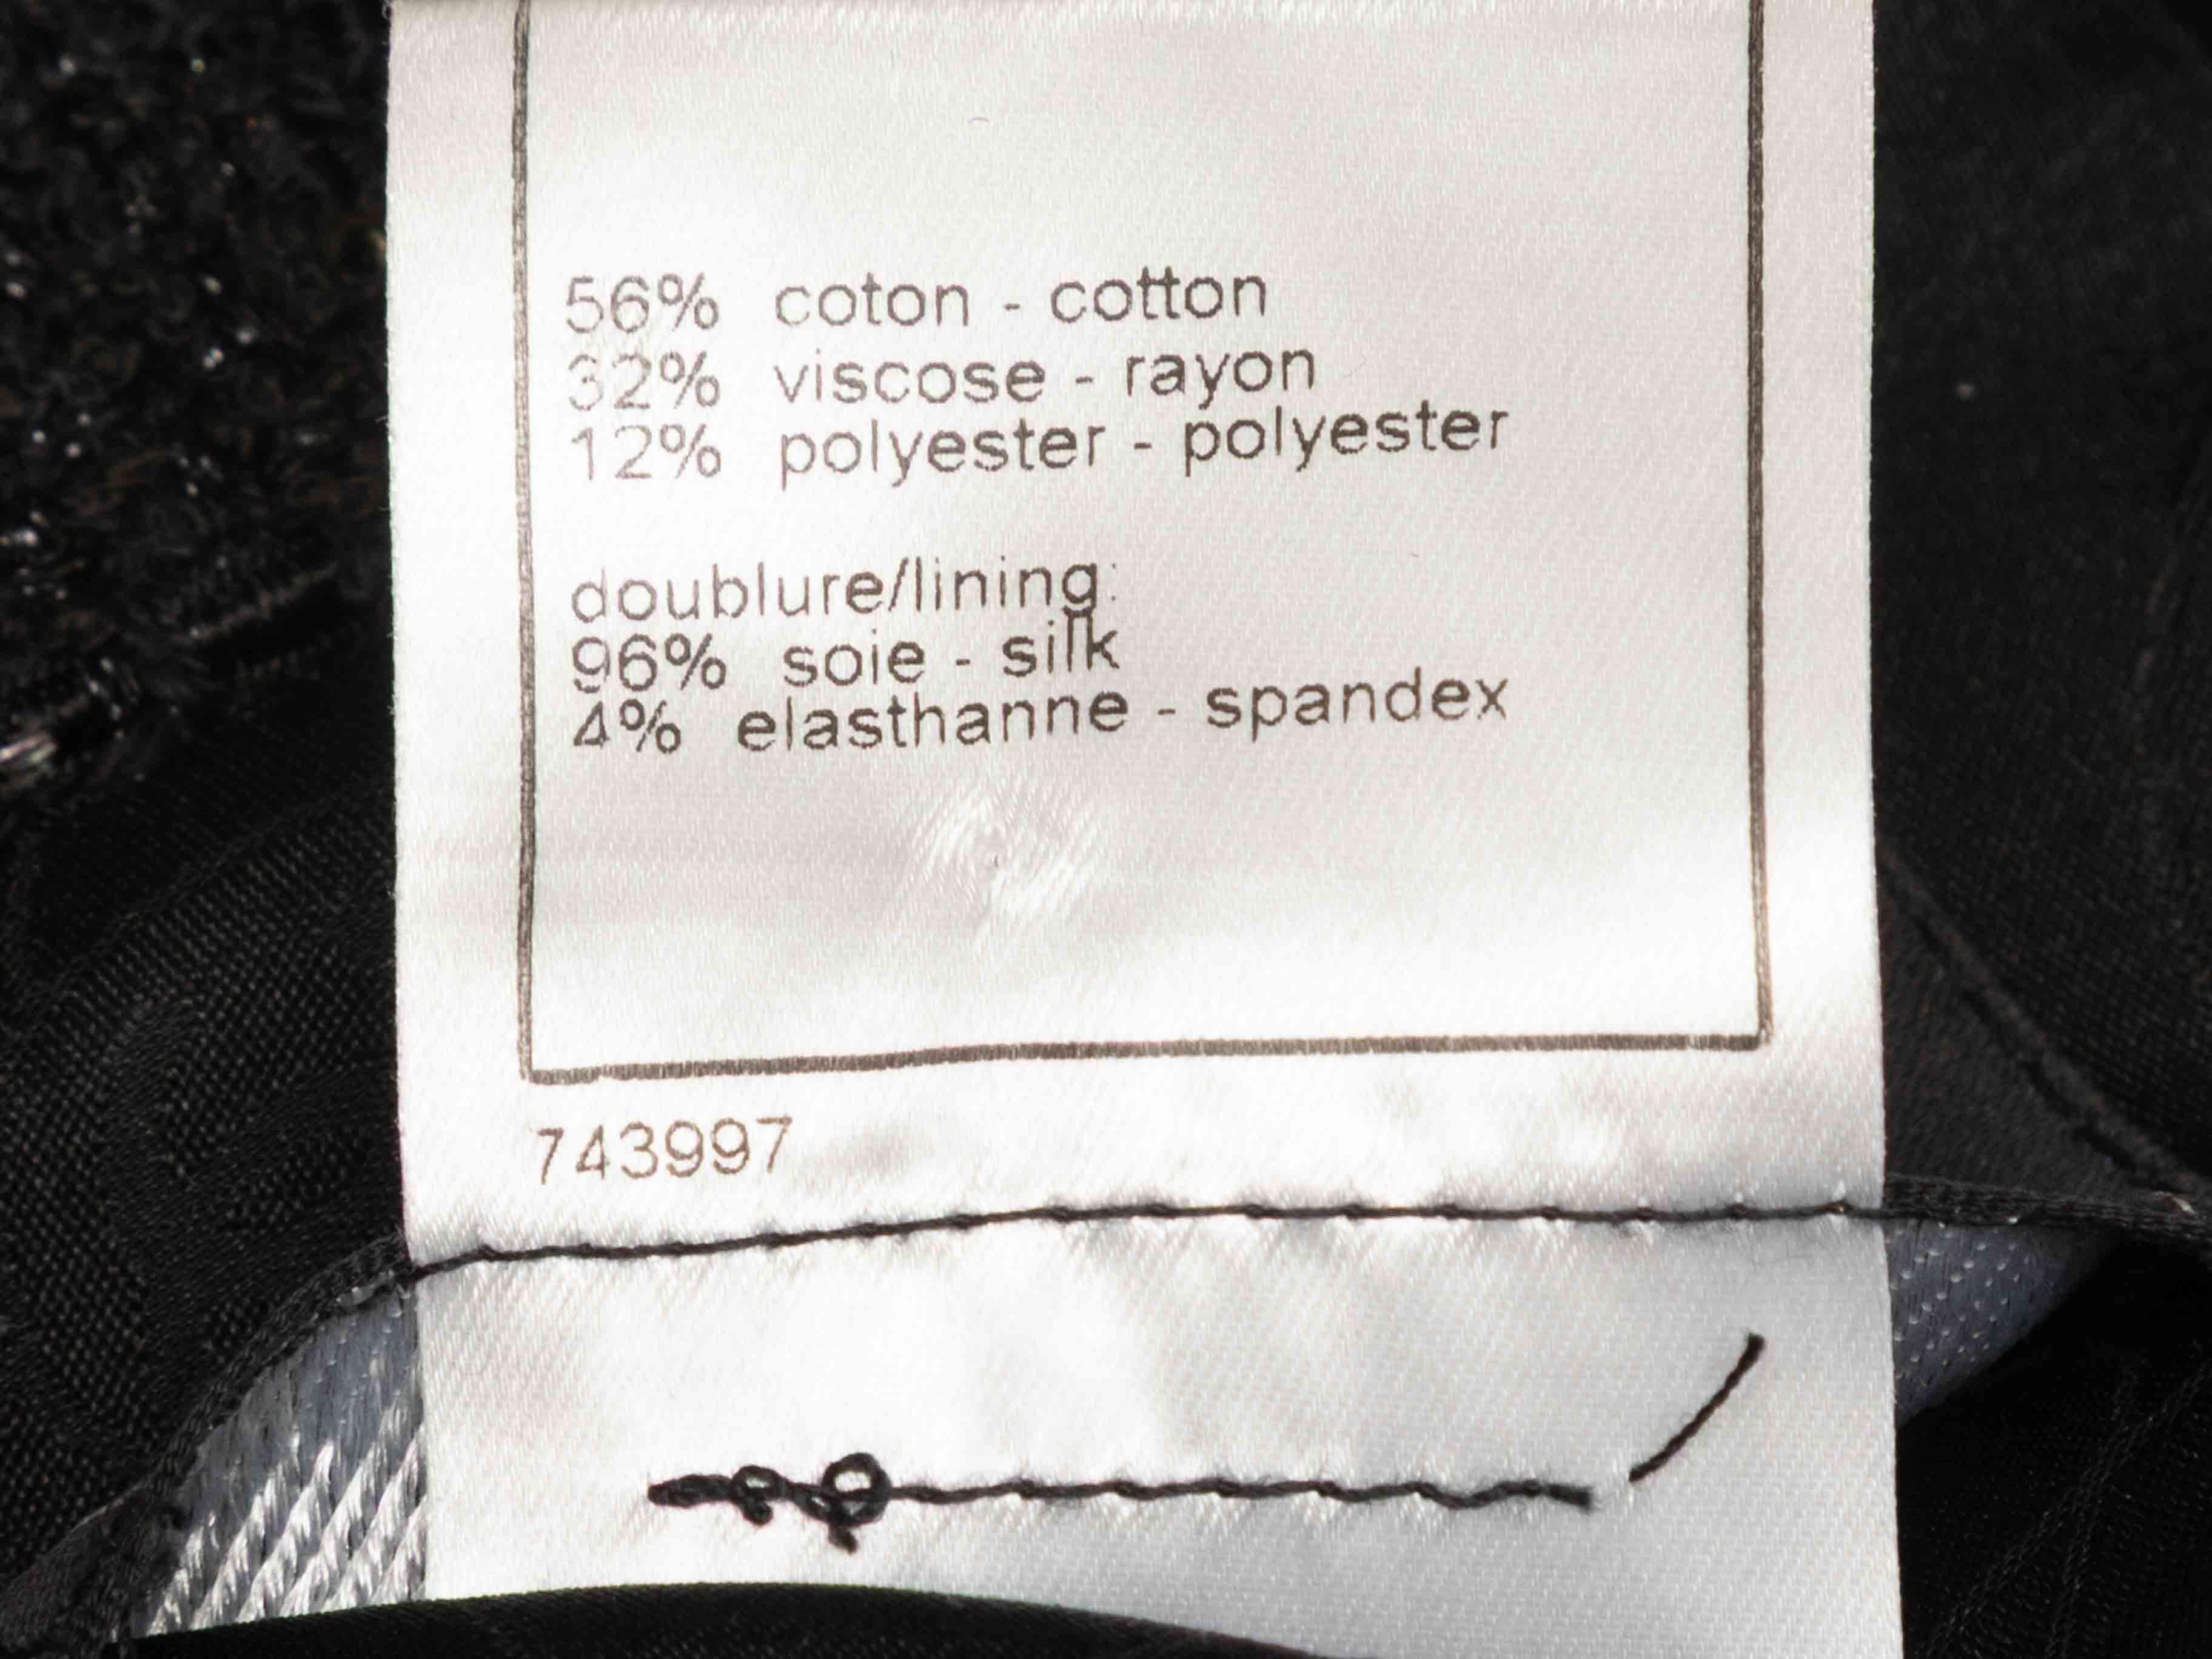 56% coton - cotton
32% viscose - rayon
12% polyester - polyester
doublure/lining:
96% soie - silk
4% elasthanne - spandex
743997